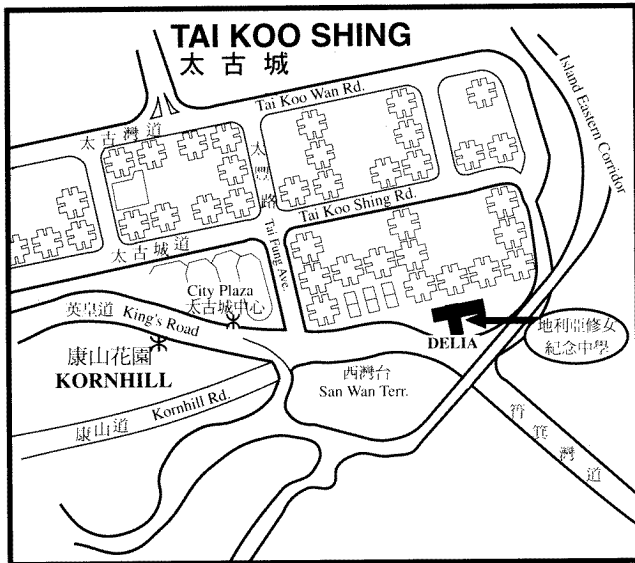 TAI KOO SHING
太古城
Tai Koo Wan Rd.
太古灣道
Island Eastern Corridor
太豐路
Tai Koo Shing Rd.
太古城道
Tai Fung Ave.
City Plaza
太古城中心
英皇道 King's Road
康山花園
KORNHILL
DELIA
地利亞修女
紀念中學
西灣台
San Wan Terr.
康山道 Kornhill Rd.
筲箕灣道